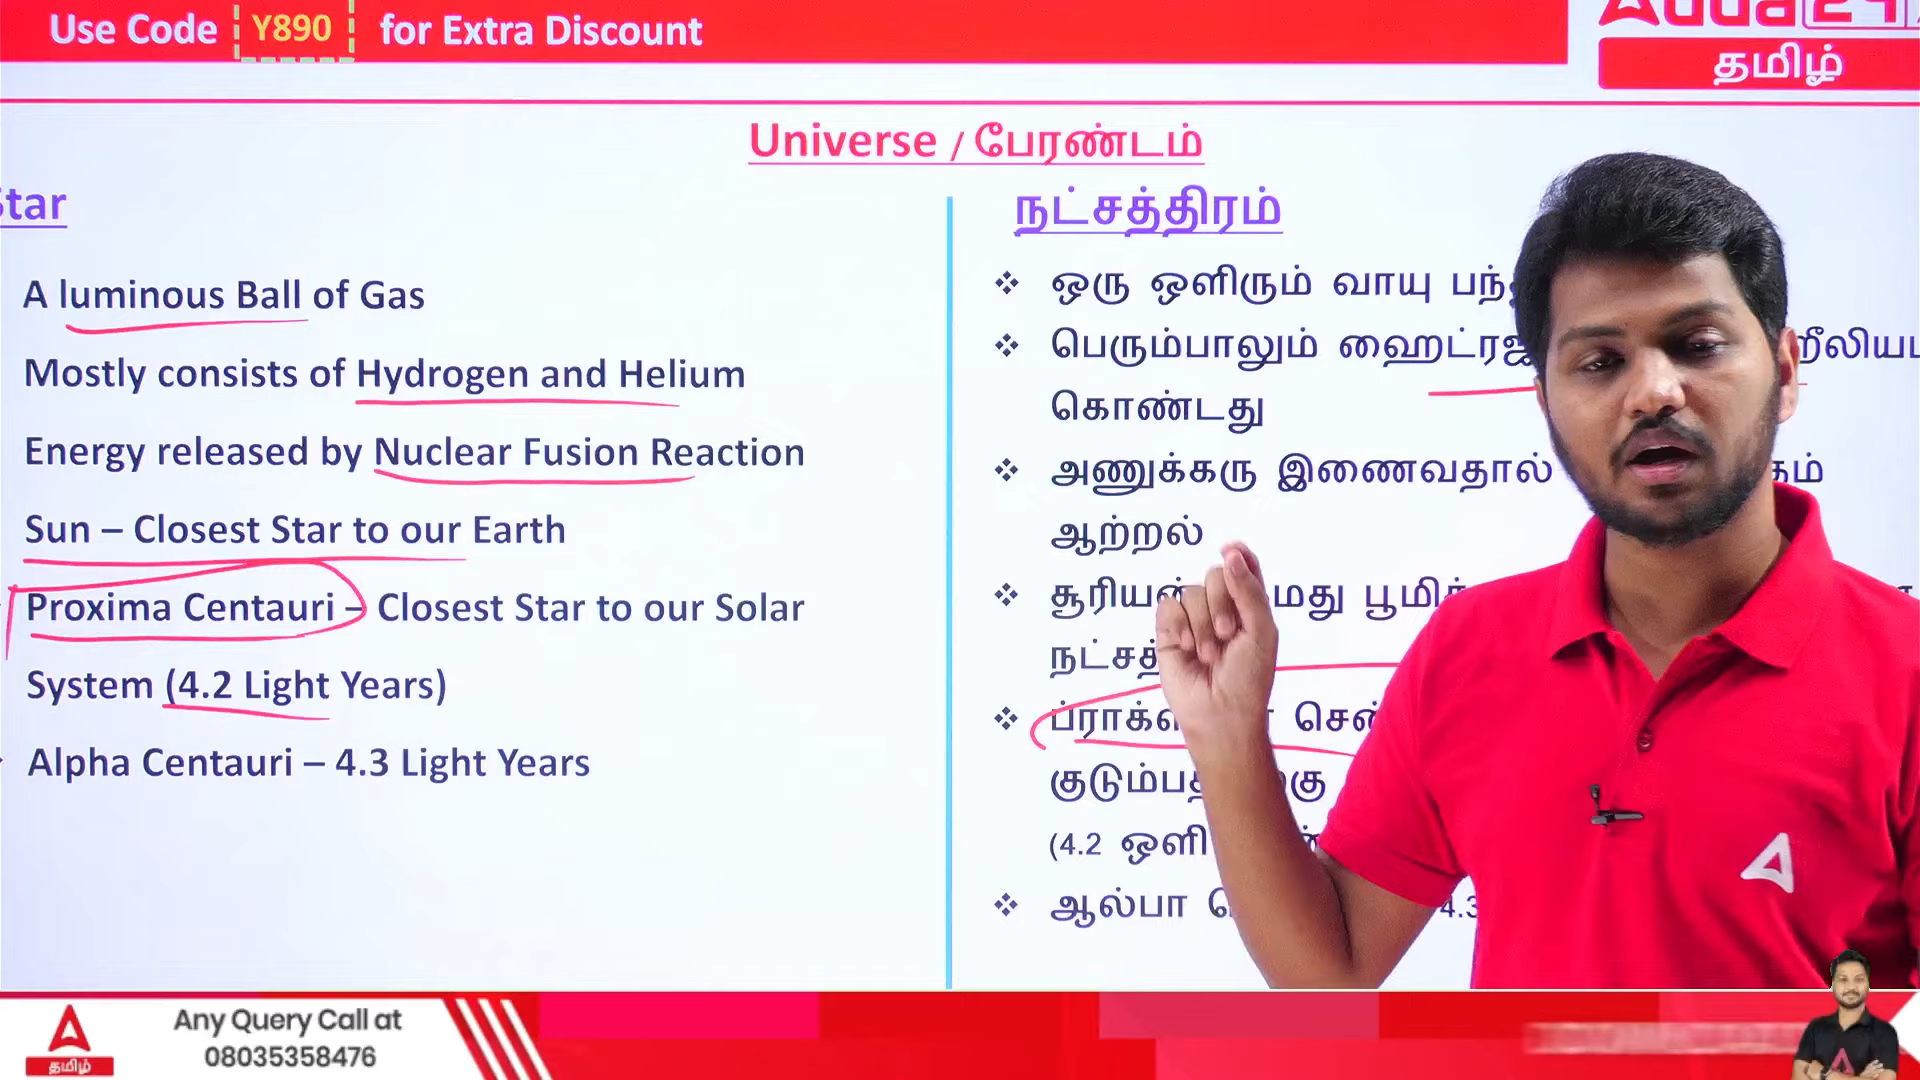 Use Code Y890 for Extra Discount
தமிழ்
Universe / பேரண்டம்
Star
A luminous Ball of Gas
Mostly consists of Hydrogen and Helium
Energy released by Nuclear Fusion Reaction
Sun – Closest Star to our Earth
Proxima Centauri – Closest Star to our Solar
System (4.2 Light Years)
Alpha Centauri – 4.3 Light Years
நட்சத்திரம்
ஒரு ஒளிரும் வாயு
பெரும்பாலும்
கொண்டது
அணுக்கரு இணைவதால்
ஆற்றல்
(4.2
ஆல்பா 4.3
தமிழ்
Any Query Call at
08035358476